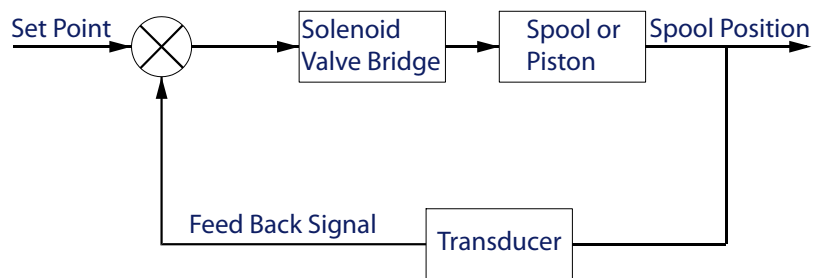 Set Point
Solenoid
Valve Bridge
Spool or
Piston
Spool Position
Feed Back Signal
Transducer